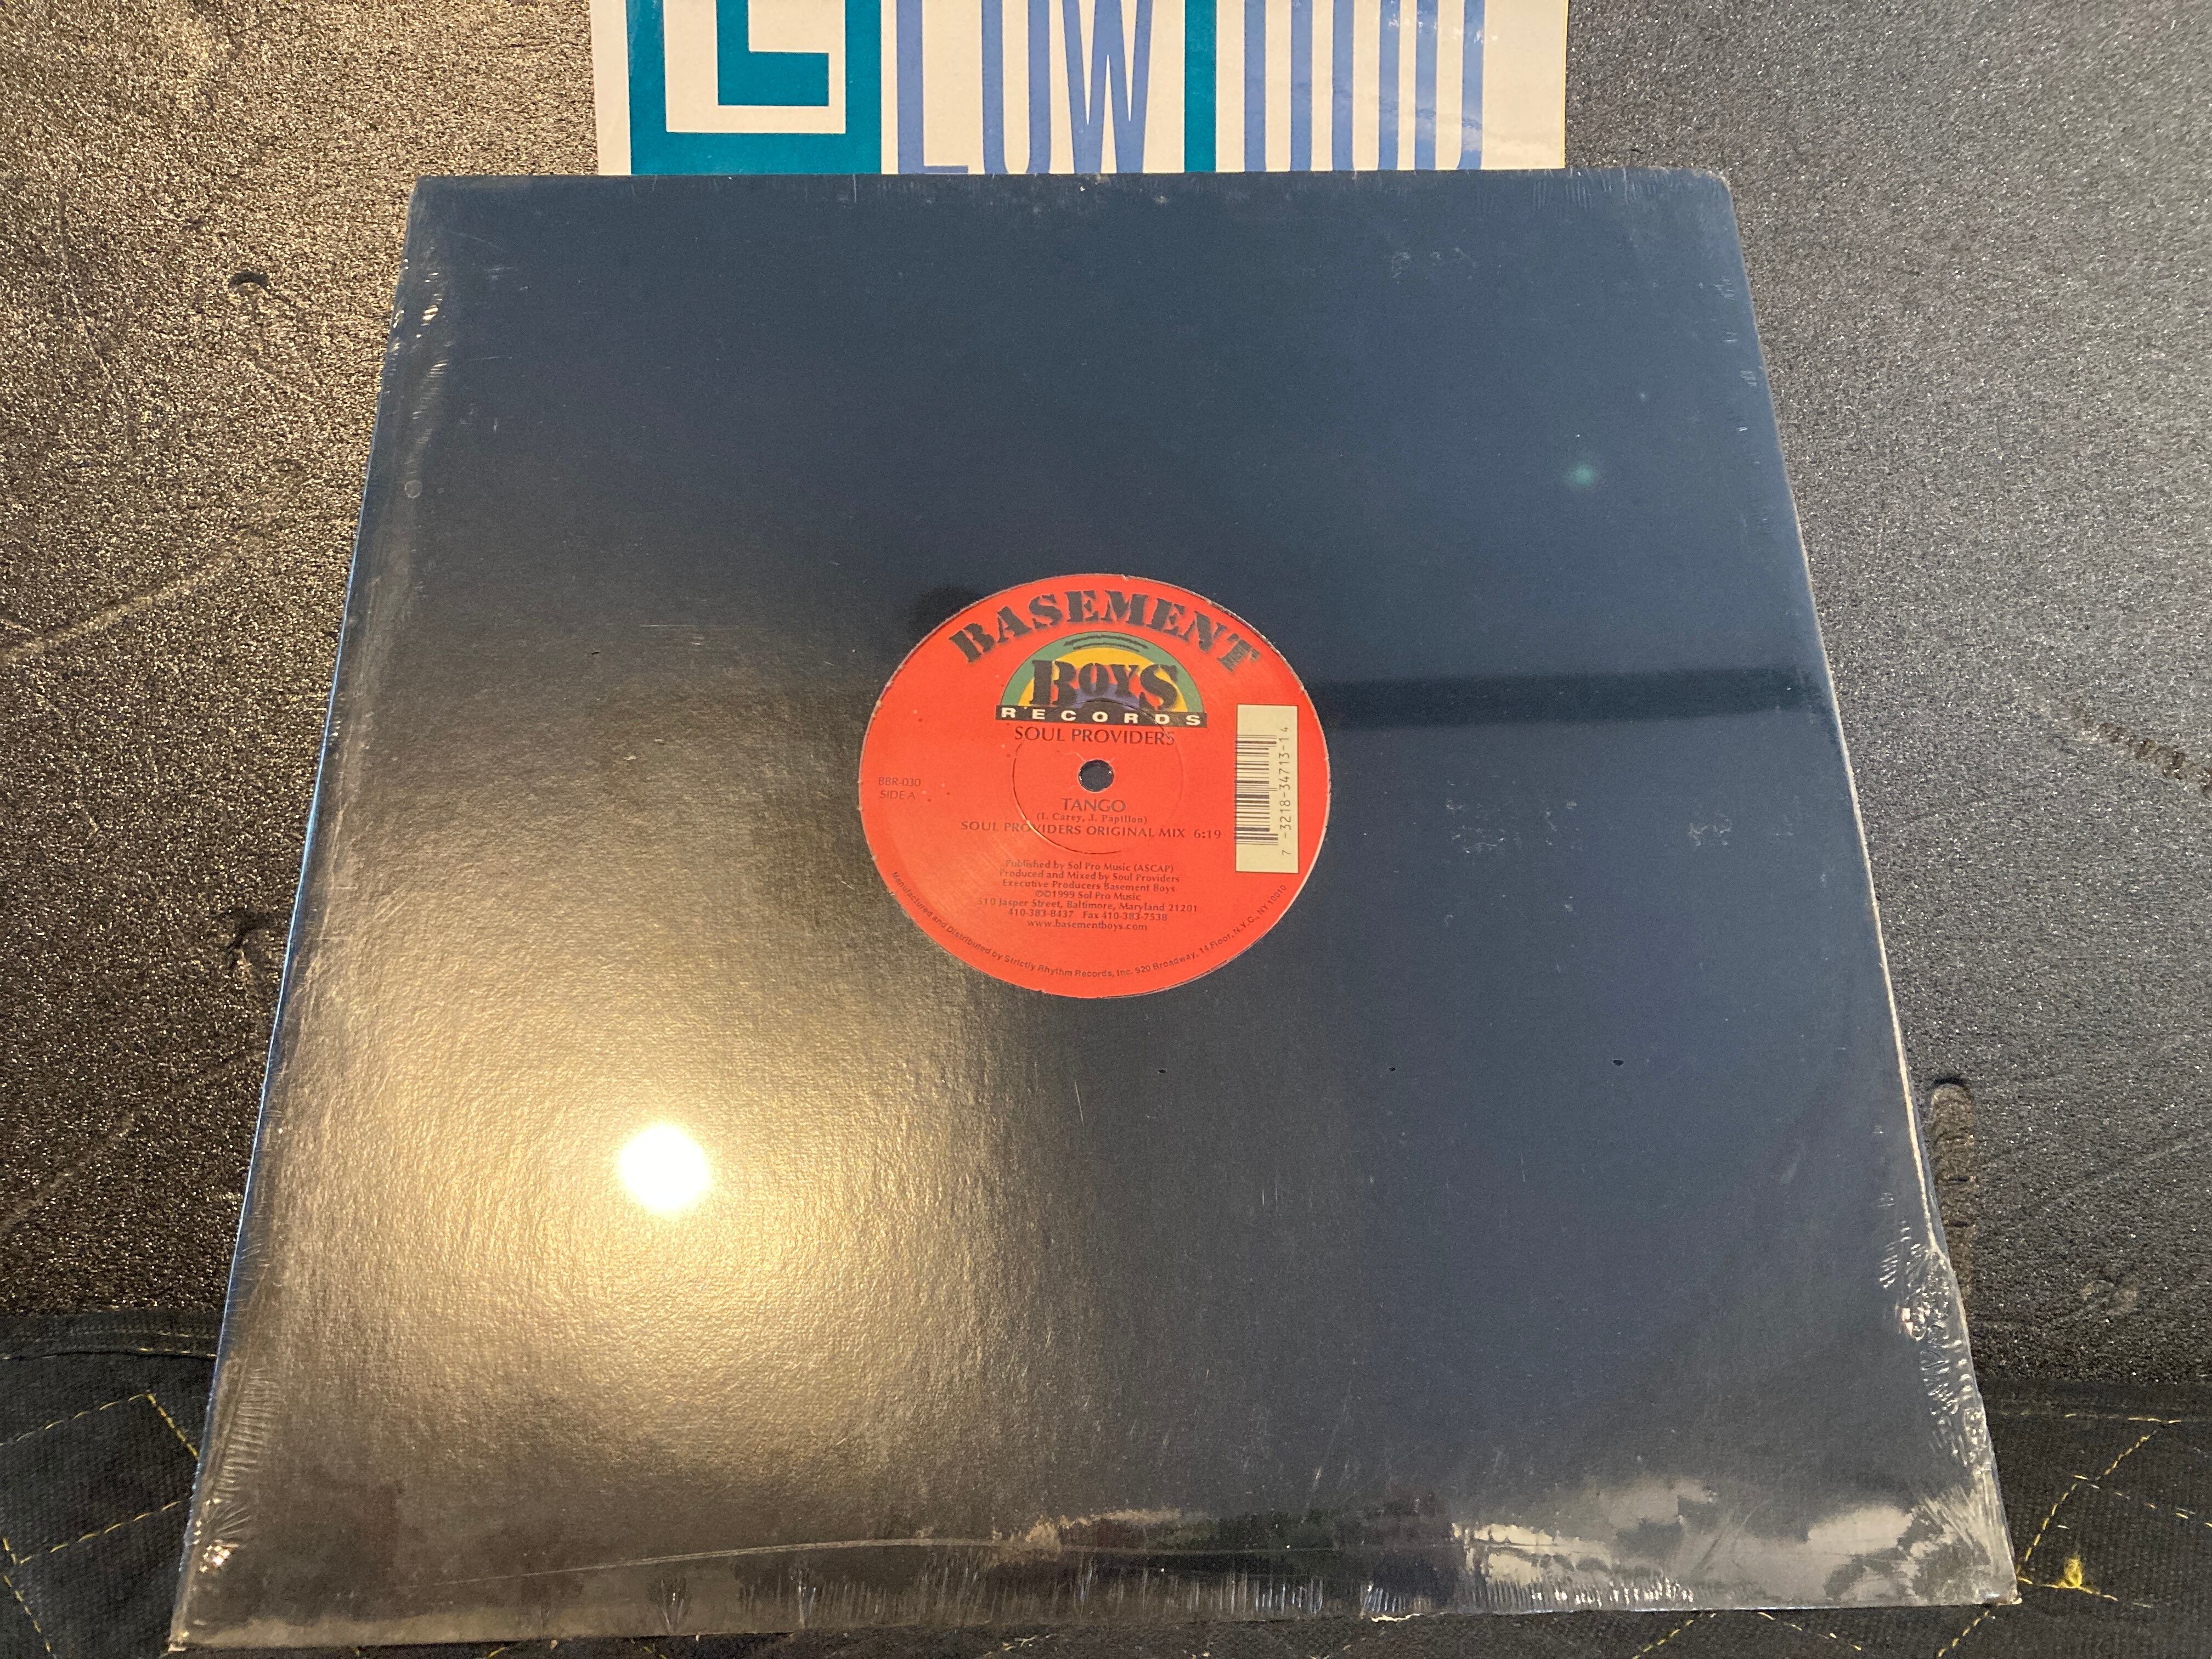 BASEMENT
BOYS
RECORDS
SOUL PROVIDERS
BBR-030
SIDE A
TANGO
(I. Carey, J. Papillon)
SOUL PROVIDERS ORIGINAL MIX 6:19
Published by Sol Pro Music (ASCAP)
Produced and Mixed by Soul Providers
Executive Producers Basement Boys
℗©1999 Sol Pro Music
510 Jasper Street, Baltimore, Maryland 21201
410-383-8437 Fax 410-383-7538
www.basementboys.com
Manufactured and Distributed by Strictly Rhythm Records, Inc. 920 Broadway, 14 Floor, N.Y.C., NY 10010
7 -3218-34713-1 4